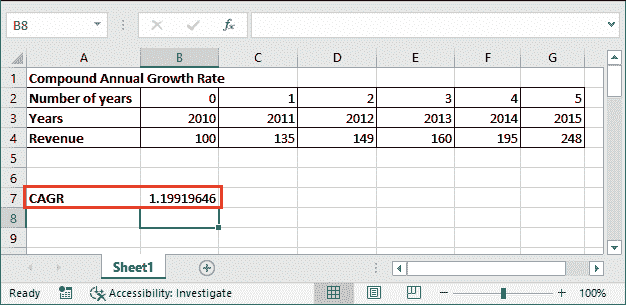 B8 fx
A B C D E F G
1 Compound Annual Growth Rate
2 Number of years 0 1 2 3 4 5
3 Years 2010 2011 2012 2013 2014 2015
4 Revenue 100 135 149 160 195 248
5
6
7 CAGR 1.19919646
8
9
Sheet1
Ready Accessibility: Investigate 100%